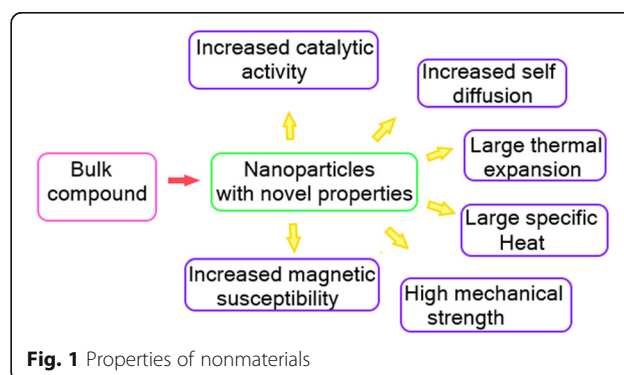 Increased catalytic
activity
Increased self
diffusion
Large thermal
expansion
Bulk
compound
Nanoparticles
with novel properties
Large specific
Heat
Increased magnetic
susceptibility
High mechanical
strength
Fig. 1 Properties of nonmaterials